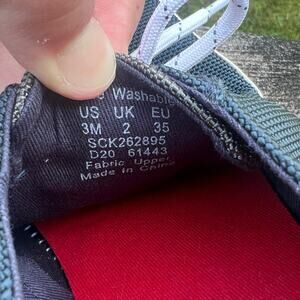 Washable
US UK EU
3M 2 35
SCK262895
D20 61443
Fabric Upper
Made in China